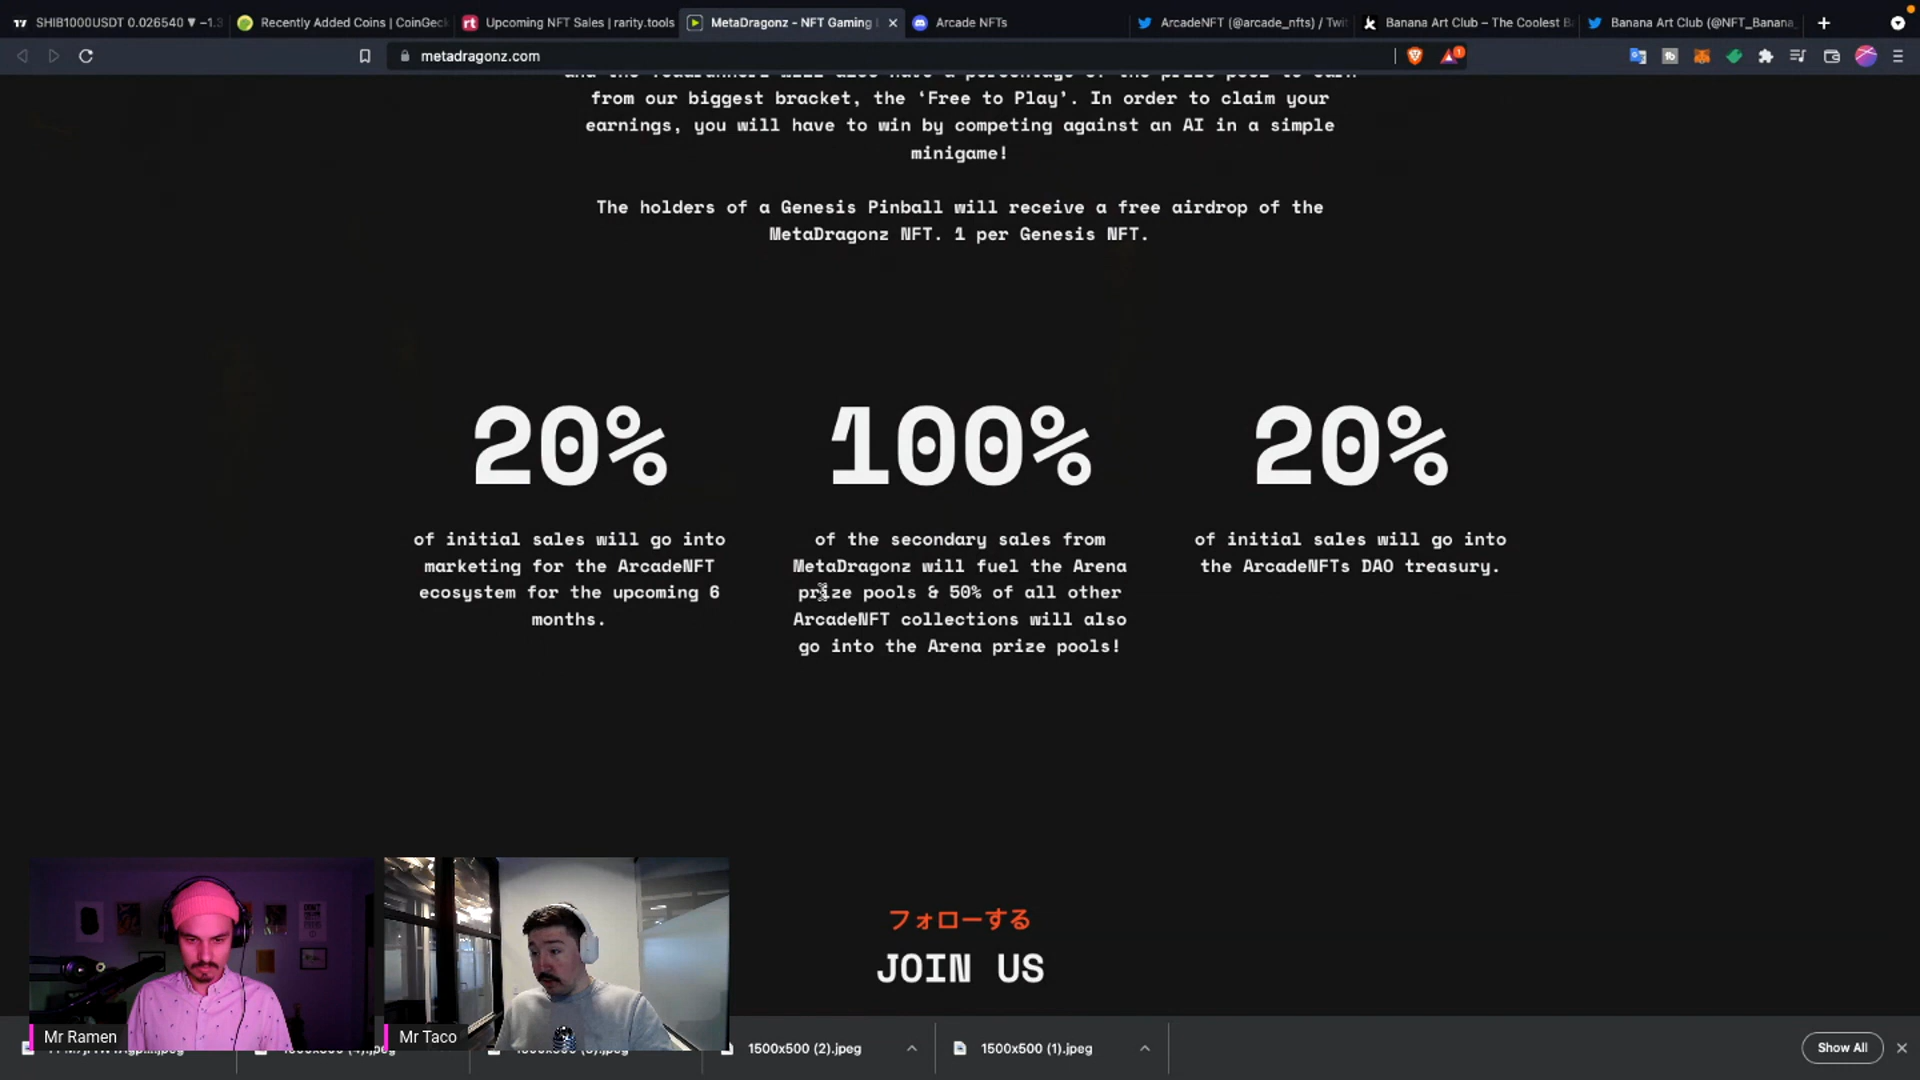 SHIB1000USDT 0.026540 ▼ −1.3
Recently Added Coins | CoinGeck
Upcoming NFT Sales | rarity.tools
MetaDragonz - NFT Gaming
Arcade NFTs
ArcadeNFT (@arcade_nfts) / Twi
Banana Art Club – The Coolest B
Banana Art Club (@NFT_Banana_
metadragonz.com
from our biggest bracket, the ‘Free to Play’. In order to claim your
earnings, you will have to win by competing against an AI in a simple
minigame!
The holders of a Genesis Pinball will receive a free airdrop of the
MetaDragonz NFT. 1 per Genesis NFT.
20%
of initial sales will go into
marketing for the ArcadeNFT
ecosystem for the upcoming 6
months.
100%
of the secondary sales from
MetaDragonz will fuel the Arena
prize pools & 50% of all other
ArcadeNFT collections will also
go into the Arena prize pools!
20%
of initial sales will go into
the ArcadeNFTs DAO treasury.
フォローする
JOIN US
Mr Ramen
Mr Taco
1500x500 (2).jpeg
1500x500 (1).jpeg
Show All